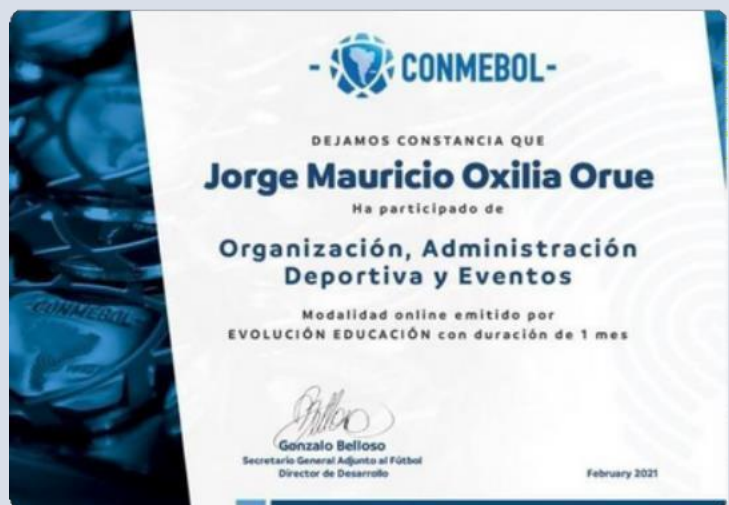 - CONMEBOL-
DEJAMOS CONSTANCIA QUE
Jorge Mauricio Oxilia Orue
Ha participado de
Organización, Administración
Deportiva y Eventos
Modalidad online emitido por
EVOLUCIÓN EDUCACIÓN con duración de 1 mes
Gonzalo Belloso
Secretario General Adjunto al Fútbol
Director de Desarrollo
February 2021
CONMEBOL